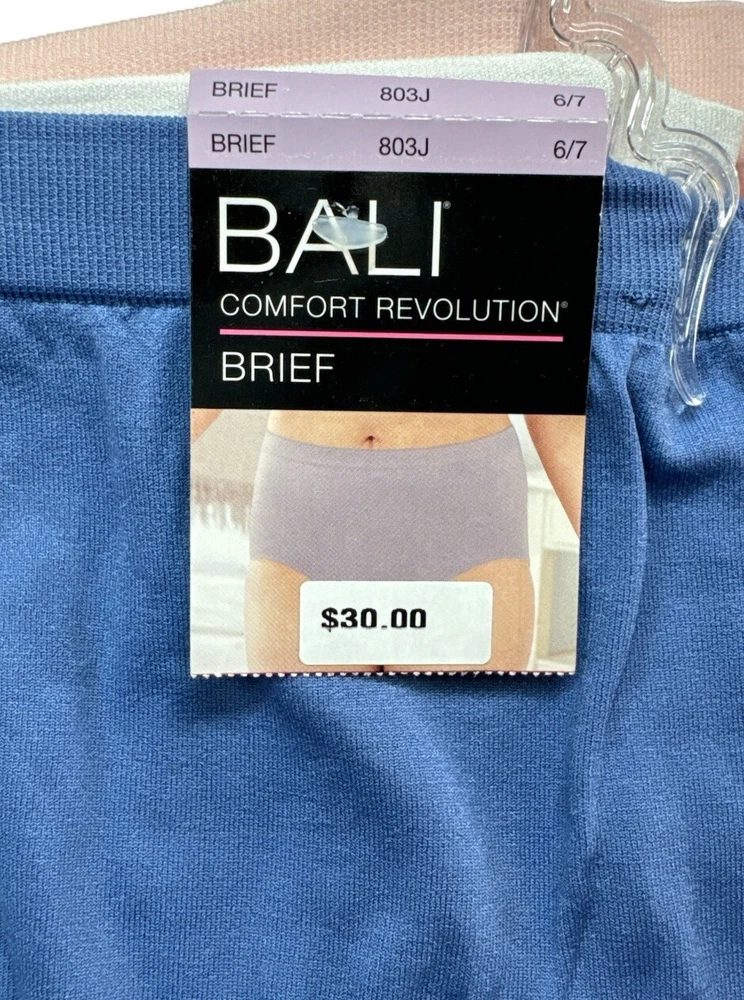 BRIEF 803J 6/7
BRIEF 803J 6/7
BALI®
COMFORT REVOLUTION®
BRIEF
$30.00